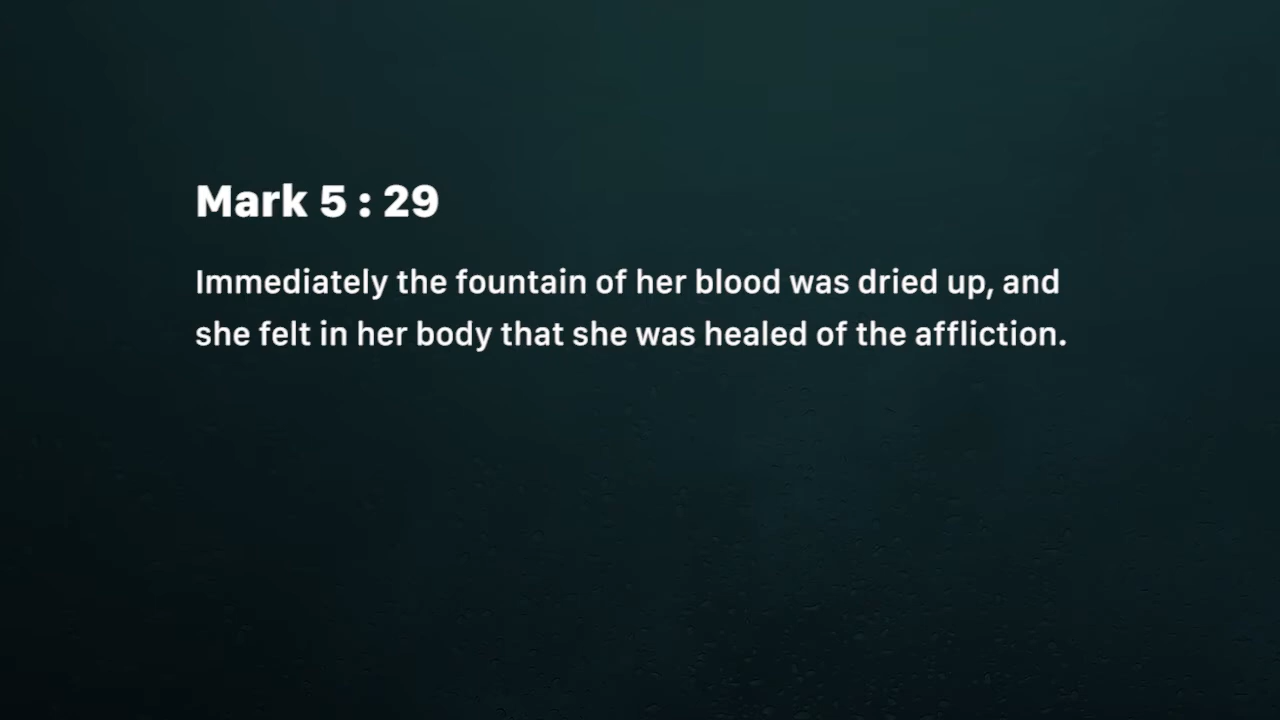 Mark 5 : 29
Immediately the fountain of her blood was dried up, and
she felt in her body that she was healed of the affliction.